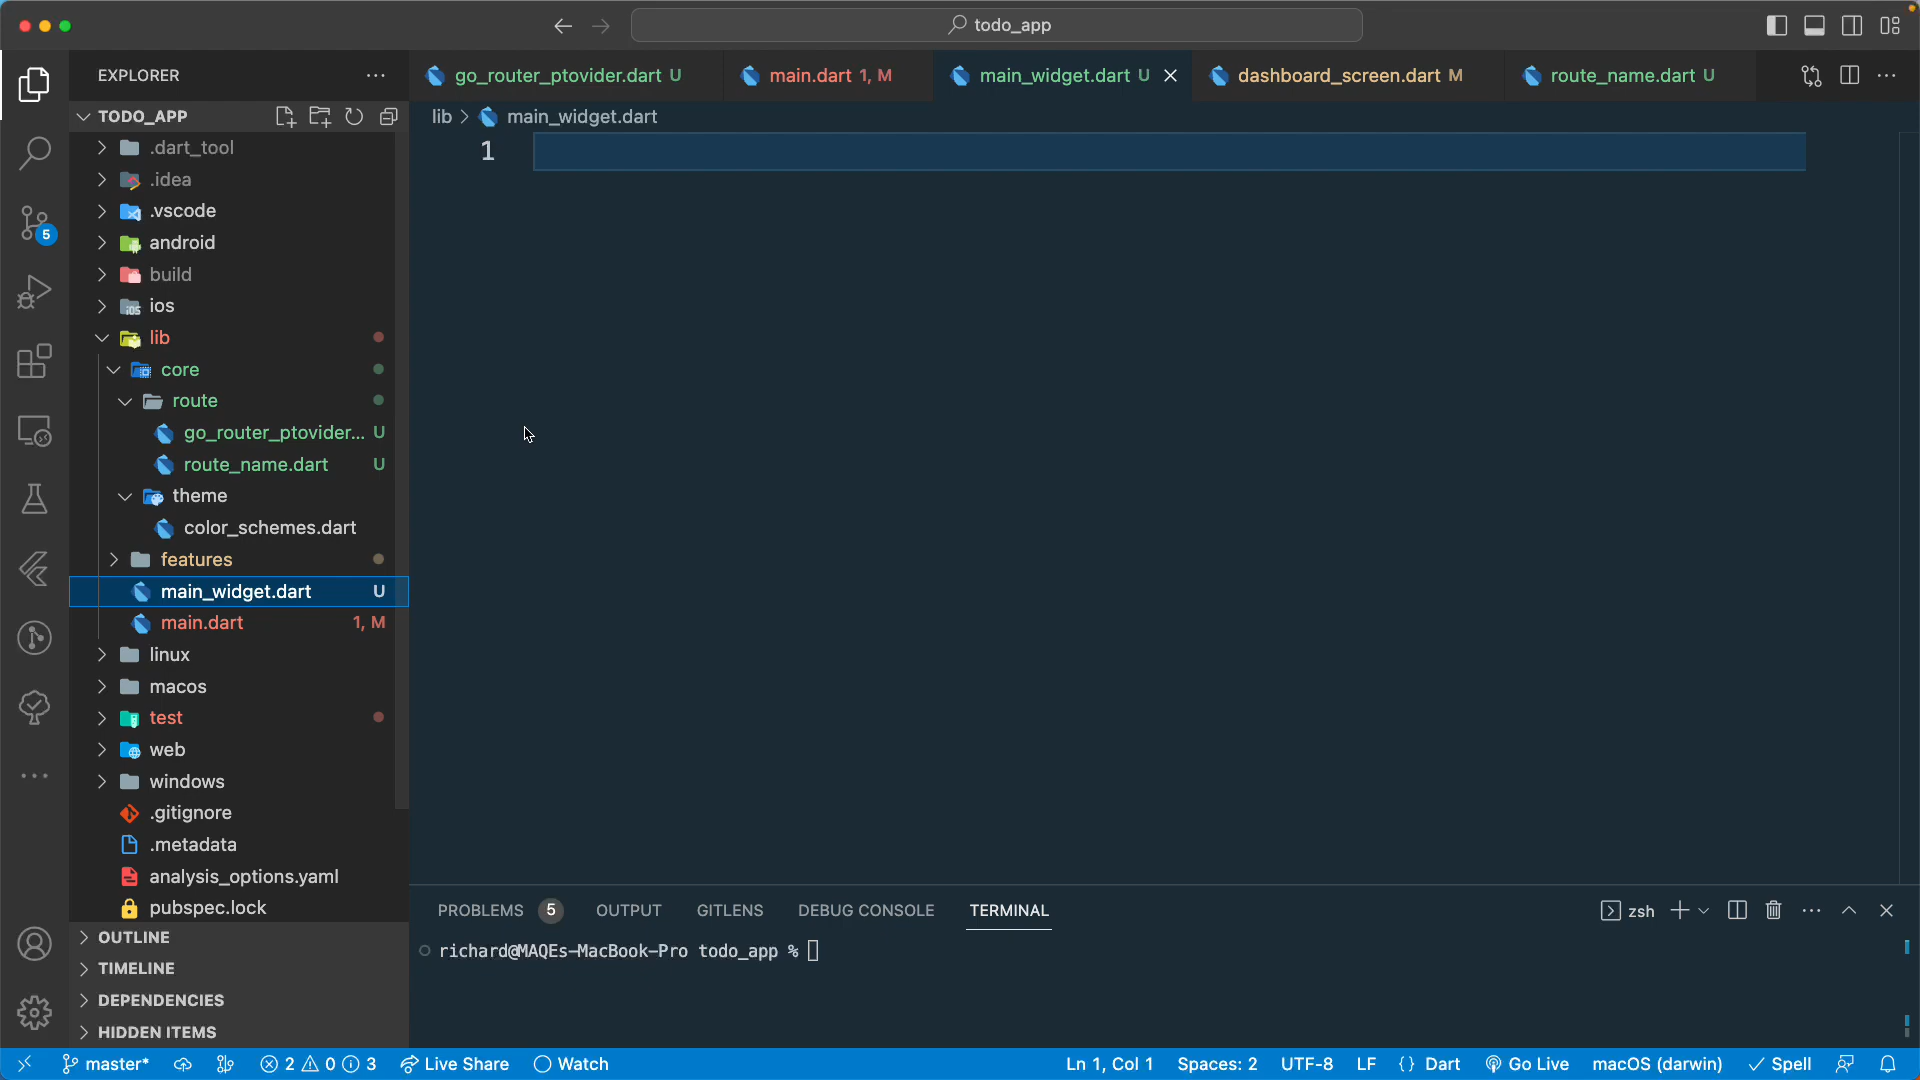 todo_app
EXPLORER
go_router_ptovider.dart U
main.dart 1, M
main_widget.dart U
dashboard_screen.dart M
route_name.dart U
TODO_APP
lib > main_widget.dart
1
.dart_tool
.idea
.vscode
5
android
build
ios
lib
core
route
go_router_ptovider... U
route_name.dart U
theme
color_schemes.dart
features
main_widget.dart U
main.dart 1, M
linux
macos
test
web
windows
.gitignore
.metadata
analysis_options.yaml
pubspec.lock
OUTLINE
TIMELINE
DEPENDENCIES
HIDDEN ITEMS
PROBLEMS 5 OUTPUT GITLENS DEBUG CONSOLE TERMINAL
zsh
richard@MAQEs-MacBook-Pro todo_app %
master* 2 0 3 Live Share Watch
Ln 1, Col 1 Spaces: 2 UTF-8 LF {} Dart Go Live macOS (darwin) Spell